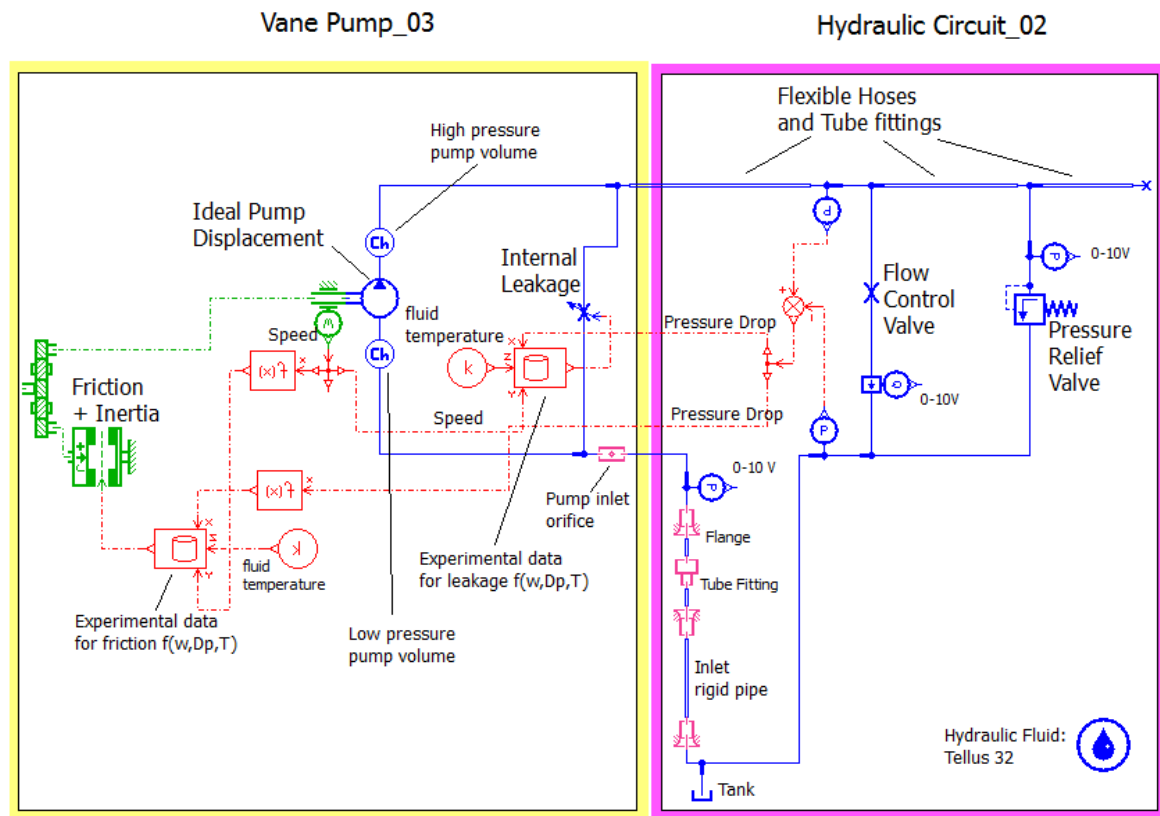 Vane Pump_03
Hydraulic Circuit_02
Flexible Hoses
and Tube fittings
High pressure
pump volume
Ideal Pump
Displacement
Ch
P
Internal
Leakage
P
0-10V
fluid
temperature
Flow
Control
Valve
Pressure
Relief
Valve
+
Pressure Drop
ω
Speed
Ch
k
X
Z
Y
f(x)
X
Friction
+ Inertia
Speed
Pressure Drop
Q
0-10V
P
0-10 V
P
Pump inlet
orifice
f(x)
X
Flange
X
Z
Y
k
fluid
temperature
Experimental data
for leakage f(w,Dp,T)
Tube Fitting
Experimental data
for friction f(w,Dp,T)
Low pressure
pump volume
Inlet
rigid pipe
Hydraulic Fluid:
Tellus 32
Tank